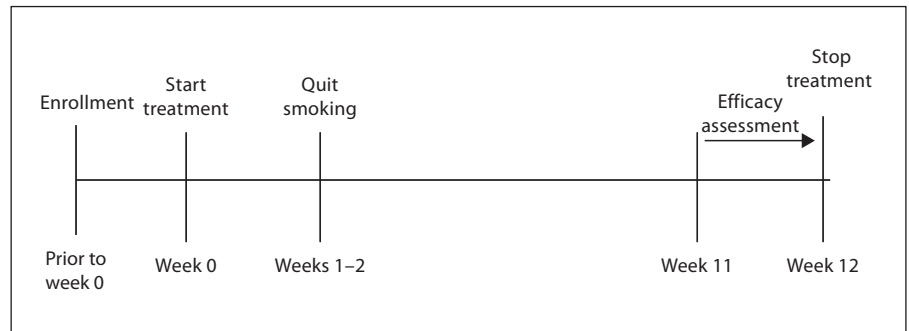 Enrollment
Start
treatment
Quit
smoking
Efficacy
assessment
Stop
treatment
Prior to
week 0
Week 0
Weeks 1–2
Week 11
Week 12